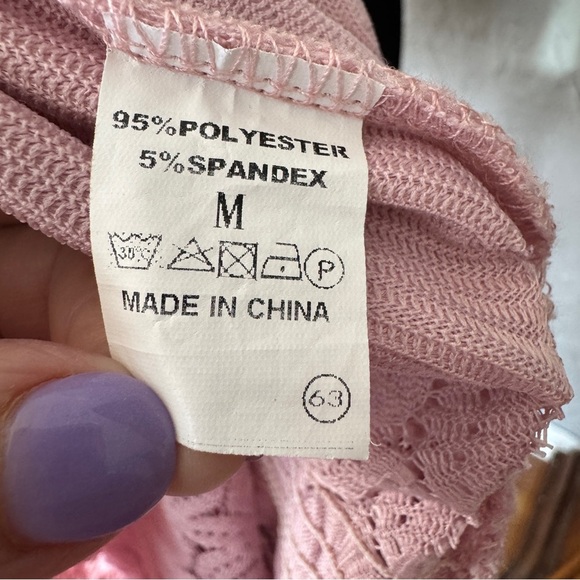 95%POLYESTER
5%SPANDEX
M
30°C P
MADE IN CHINA
63